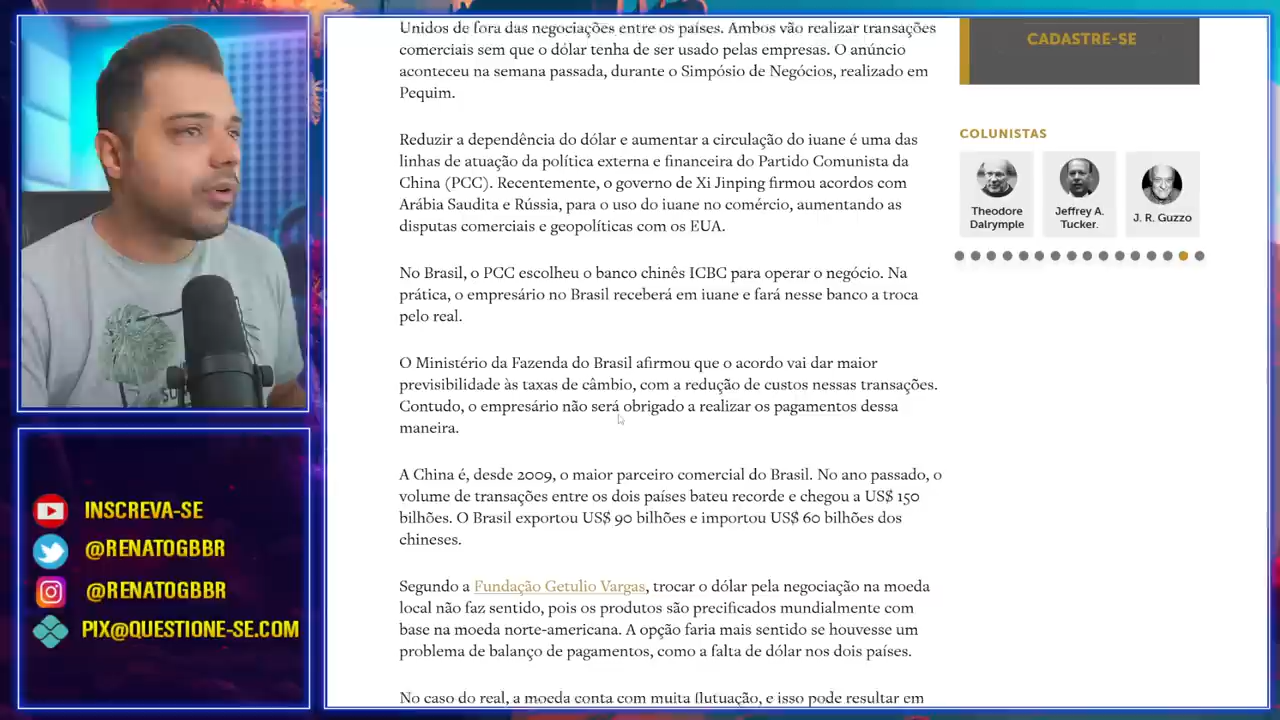 Unidos de fora das negociações entre os países. Ambos vão realizar transações
comerciais sem que o dólar tenha de ser usado pelas empresas. O anúncio
aconteceu na semana passada, durante o Simpósio de Negócios, realizado em
Pequim.
Reduzir a dependência do dólar e aumentar a circulação do iuane é uma das
linhas de atuação da política externa e financeira do Partido Comunista da
China (PCC). Recentemente, o governo de Xi Jinping firmou acordos com
Arábia Saudita e Rússia, para o uso do iuane no comércio, aumentando as
disputas comerciais e geopolíticas com os EUA.
No Brasil, o PCC escolheu o banco chinês ICBC para operar o negócio. Na
prática, o empresário no Brasil receberá em iuane e fará nesse banco a troca
pelo real.
O Ministério da Fazenda do Brasil afirmou que o acordo vai dar maior
previsibilidade às taxas de câmbio, com a redução de custos nessas transações.
Contudo, o empresário não será obrigado a realizar os pagamentos dessa
maneira.
A China é, desde 2009, o maior parceiro comercial do Brasil. No ano passado, o
volume de transações entre os dois países bateu recorde e chegou a US$ 150
bilhões. O Brasil exportou US$ 90 bilhões e importou US$ 60 bilhões dos
chineses.
Segundo a Fundação Getulio Vargas, trocar o dólar pela negociação na moeda
local não faz sentido, pois os produtos são precificados mundialmente com
base na moeda norte-americana. A opção faria mais sentido se houvesse um
problema de balanço de pagamentos, como a falta de dólar nos dois países.
No caso do real, a moeda conta com muita flutuação, e isso pode resultar em
CADASTRE-SE
COLUNISTAS
Theodore
Dalrymple
Jeffrey A.
Tucker.
J. R. Guzzo
INSCREVA-SE
@RENATOGBBR
@RENATOGBBR
PIX@QUESTIONE-SE.COM